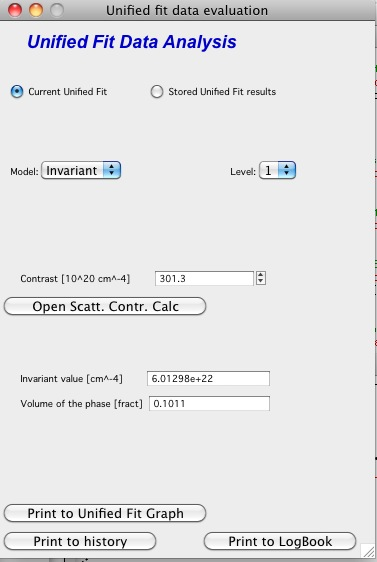 Unified fit data evaluation
Unified Fit Data Analysis
Current Unified Fit Stored Unified Fit results
Model: Invariant Level: 1
Contrast [10^20 cm^-4] 301.3
Open Scatt. Contr. Calc
Invariant value [cm^-4] 6.01298e+22
Volume of the phase [fract] 0.1011
Print to Unified Fit Graph
Print to history Print to LogBook